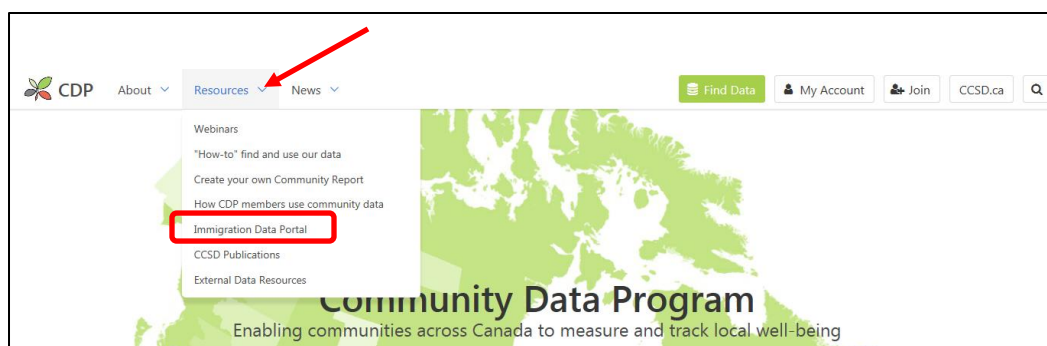 CDP About Resources News Find Data My Account Join CCSD.ca
Webinars
"How-to" find and use our data
Create your own Community Report
How CDP members use community data
Immigration Data Portal
CCSD Publications
External Data Resources
Community Data Program
Enabling communities across Canada to measure and track local well-being